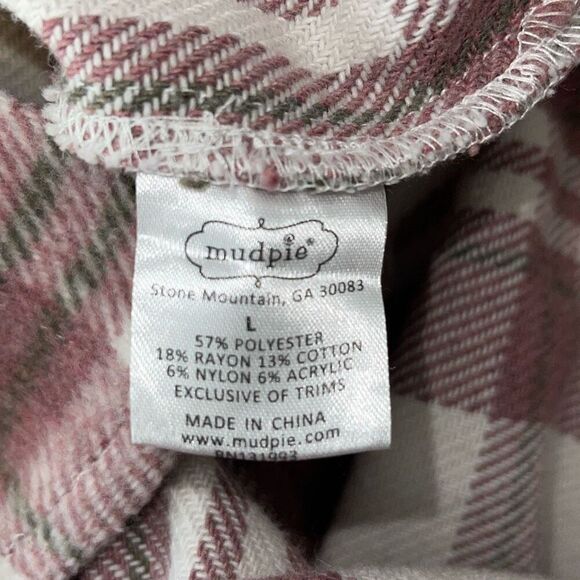 mudpie®
Stone Mountain, GA 30083
L
57% POLYESTER
18% RAYON 13% COTTON
6% NYLON 6% ACRYLIC
EXCLUSIVE OF TRIMS
MADE IN CHINA
www.mudpie.com
RN131993